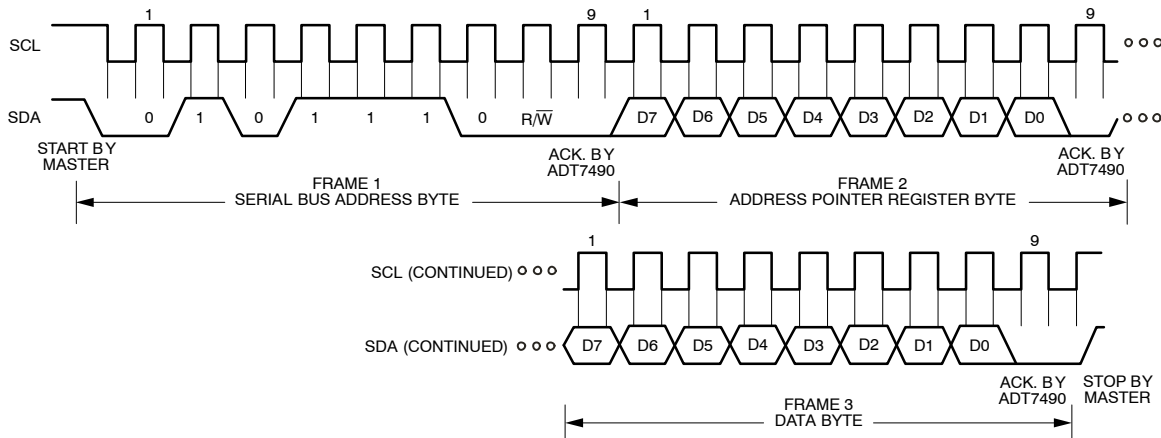 1 9 1 9
SCL
SDA 0 1 0 1 1 1 0 R/W̅ D7 D6 D5 D4 D3 D2 D1 D0
START BY
MASTER
ACK. BY
ADT7490
ACK. BY
ADT7490
FRAME 1
SERIAL BUS ADDRESS BYTE
FRAME 2
ADDRESS POINTER REGISTER BYTE
1 9
SCL (CONTINUED)
SDA (CONTINUED) D7 D6 D5 D4 D3 D2 D1 D0
ACK. BY
ADT7490
STOP BY
MASTER
FRAME 3
DATA BYTE